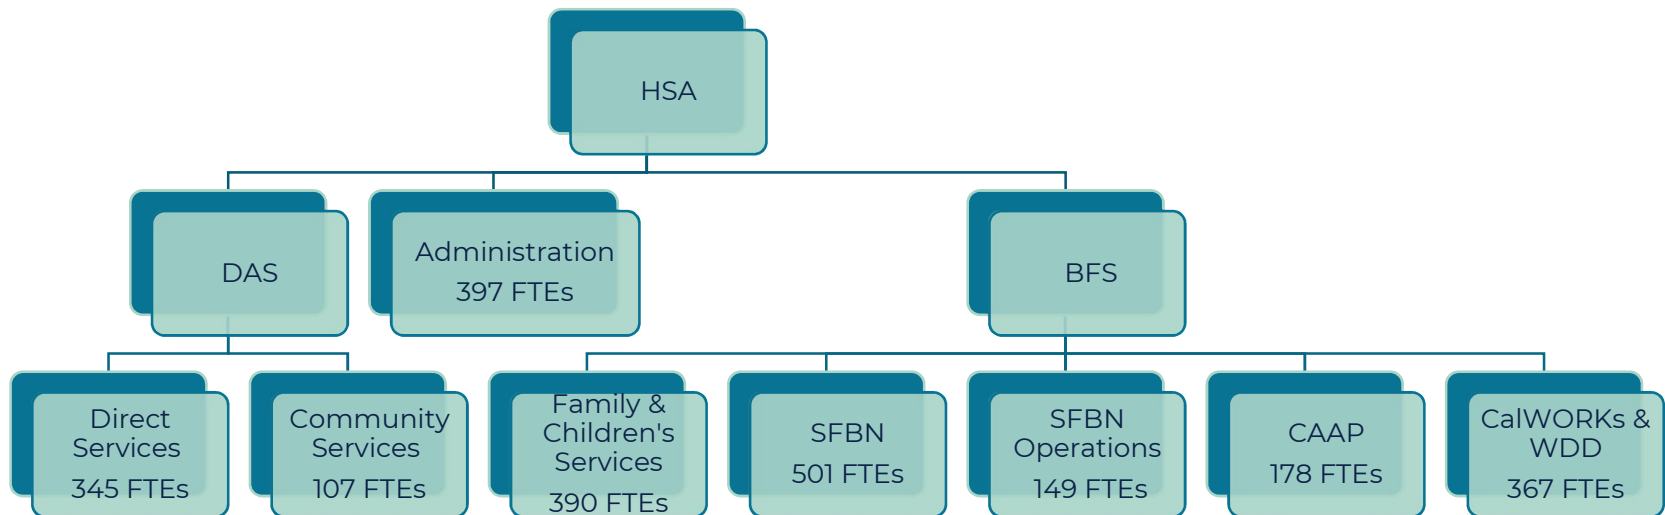 HSA
DAS
Administration
397 FTEs
BFS
Direct
Services
345 FTEs
Community
Services
107 FTEs
Family &
Children's
Services
390 FTEs
SFBN
501 FTEs
SFBN
Operations
149 FTEs
CAAP
178 FTEs
CalWORKs &
WDD
367 FTEs